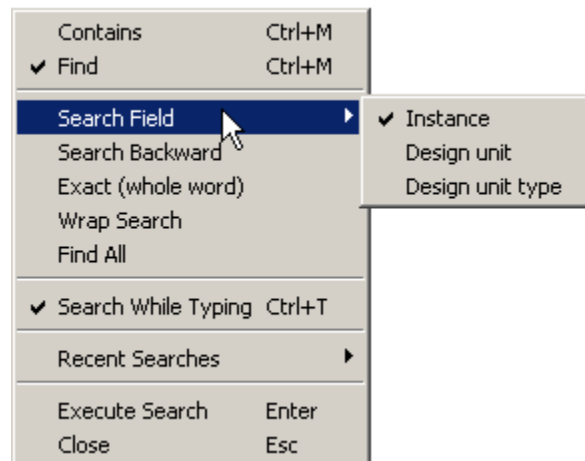 Contains Ctrl+M
Find Ctrl+M
Search Field
Instance
Design unit
Design unit type
Search Backward
Exact (whole word)
Wrap Search
Find All
Search While Typing Ctrl+T
Recent Searches
Execute Search Enter
Close Esc